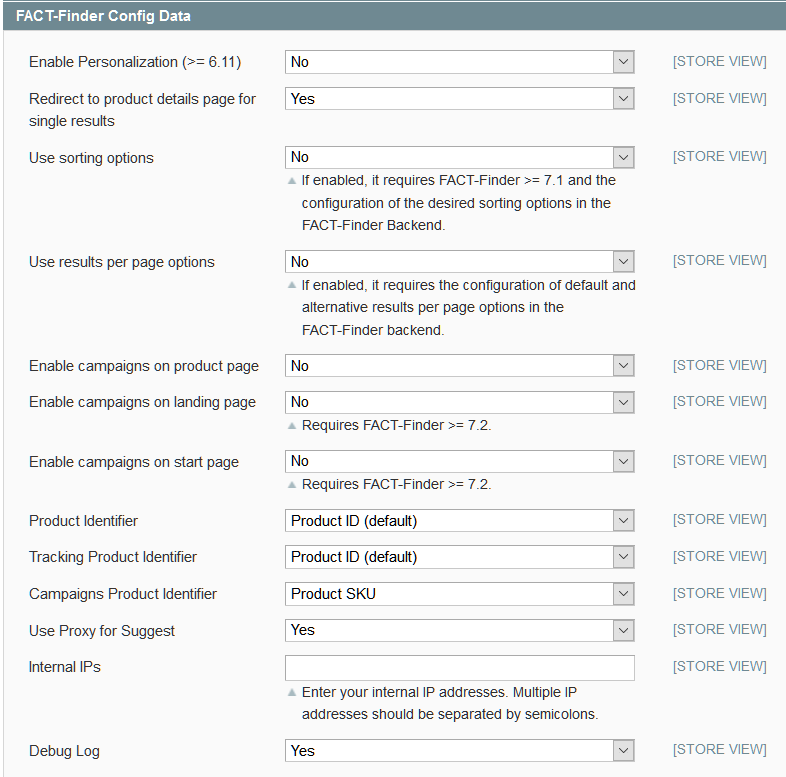 FACT-Finder Config Data
Enable Personalization (>= 6.11) No [STORE VIEW]
Redirect to product details page for Yes [STORE VIEW]
single results
Use sorting options No [STORE VIEW]
If enabled, it requires FACT-Finder >= 7.1 and the
configuration of the desired sorting options in the
FACT-Finder Backend.
Use results per page options No [STORE VIEW]
If enabled, it requires the configuration of default and
alternative results per page options in the
FACT-Finder backend.
Enable campaigns on product page No [STORE VIEW]
Enable campaigns on landing page No [STORE VIEW]
Requires FACT-Finder >= 7.2.
Enable campaigns on start page No [STORE VIEW]
Requires FACT-Finder >= 7.2.
Product Identifier Product ID (default) [STORE VIEW]
Tracking Product Identifier Product ID (default) [STORE VIEW]
Campaigns Product Identifier Product SKU [STORE VIEW]
Use Proxy for Suggest Yes [STORE VIEW]
Internal IPs [STORE VIEW]
Enter your internal IP addresses. Multiple IP
addresses should be separated by semicolons.
Debug Log Yes [STORE VIEW]